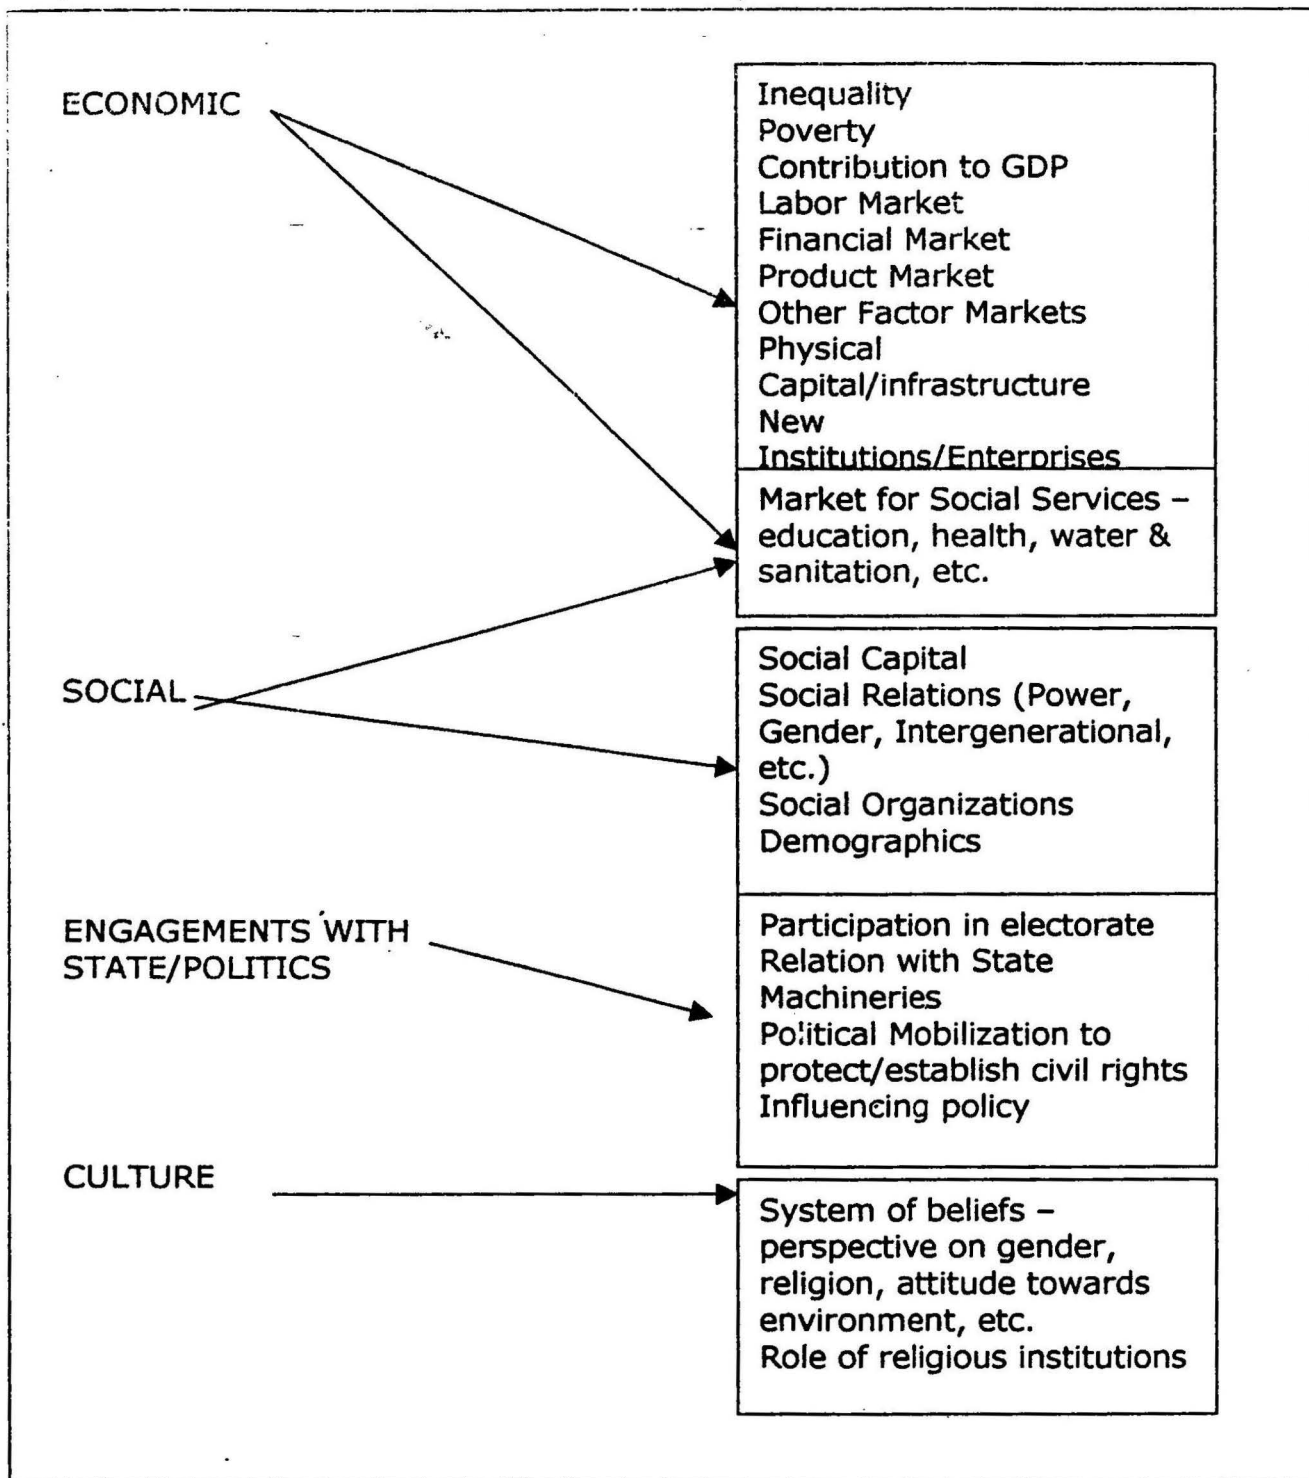 ECONOMIC
Inequality
Poverty
Contribution to GDP
Labor Market
Financial Market
Product Market
Other Factor Markets
Physical
Capital/infrastructure
New
Institutions/Enterprises
Market for Social Services –
education, health, water &
sanitation, etc.
SOCIAL
Social Capital
Social Relations (Power,
Gender, Intergenerational,
etc.)
Social Organizations
Demographics
ENGAGEMENTS WITH
STATE/POLITICS
Participation in electorate
Relation with State
Machineries
Political Mobilization to
protect/establish civil rights
Influencing policy
CULTURE
System of beliefs –
perspective on gender,
religion, attitude towards
environment, etc.
Role of religious institutions